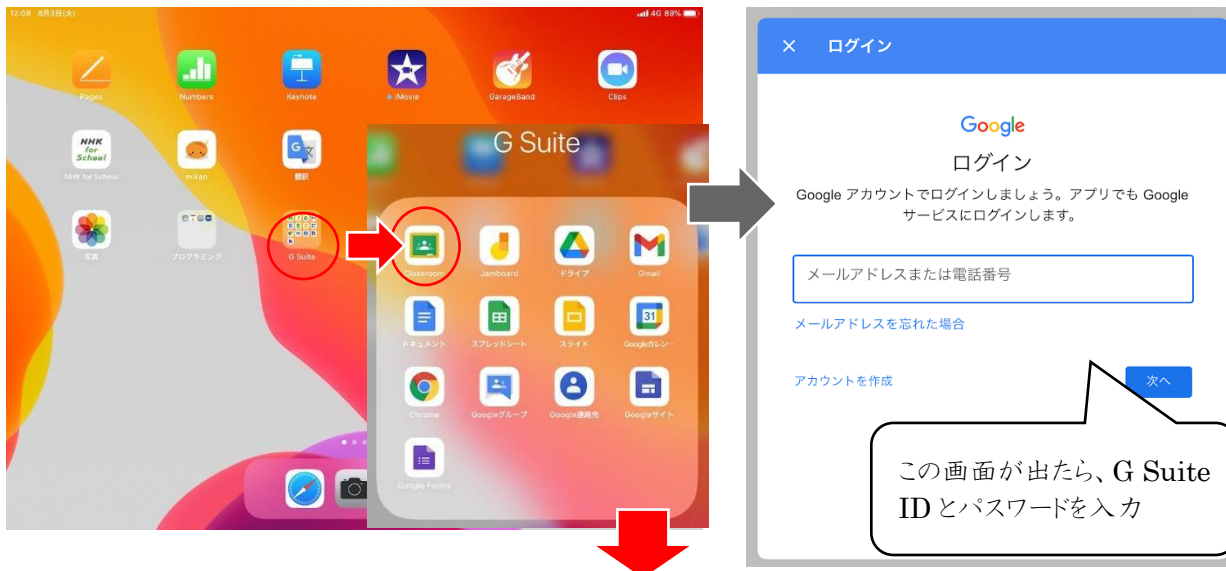 12:08 8月3日(火)
4G 89%
Pages
Numbers
Keynote
iMovie
GarageBand
Clips
NHK
for
School
NHK for School
mikan
G
翻訳
写真
プログラミング
G Suite
G Suite
Classroom
Jamboard
ドライブ
Gmail
ドキュメント
スプレッドシート
スライド
31
Googleカレン…
Chrome
Googleグループ
Google連絡先
Googleサイト
Google Forms
× ログイン
Google
ログイン
Google アカウントでログインしましょう。アプリでも Google
サービスにログインします。
メールアドレスまたは電話番号
メールアドレスを忘れた場合
アカウントを作成
次へ
この画面が出たら、G Suite
ID とパスワードを入力